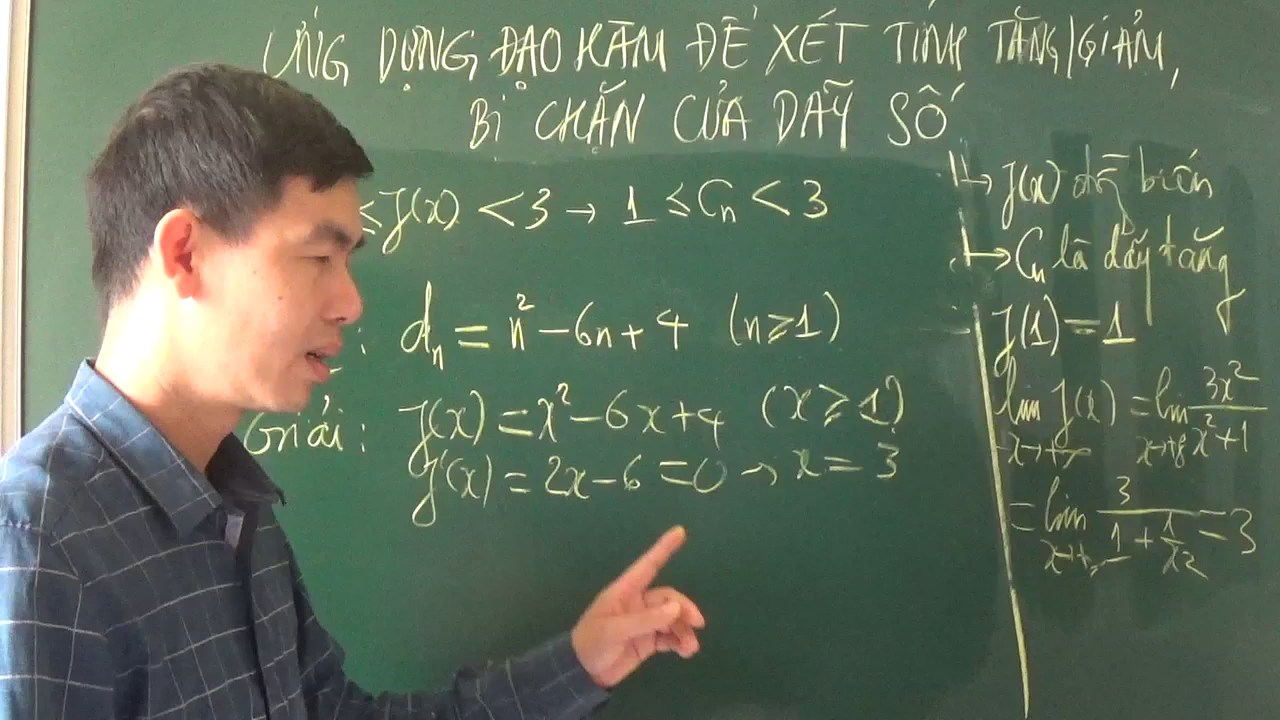 ỨNG DỤNG ĐẠO HÀM ĐỂ XÉT TÍNH TĂNG/GIẢM,
BỊ CHẶN CỦA DÃY SỐ
≤ f(x) < 3 → 1 ≤ Cₙ < 3
: dₙ = n² - 6n + 4 (n ≥ 1)
Giải: f(x) = x² - 6x + 4 (x ≥ 1)
f'(x) = 2x - 6 = 0 → x = 3
→ f(x) đồng biến
→ Cₙ là dãy tăng
f(1) = 1
lim x→+∞ f(x) = lim x→+∞ 3x²/(x²+1)
= lim x→+∞ 3/(1 + 1/x²) = 3